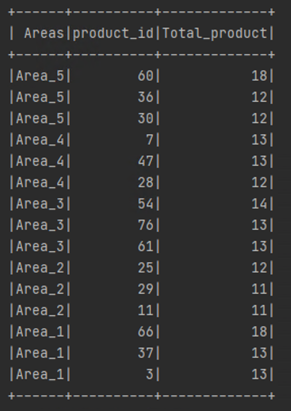 +------+----------+-------------+
| Areas|product_id|Total_product|
+------+----------+-------------+
|Area_5|        60|           18|
|Area_5|        36|           12|
|Area_5|        30|           12|
|Area_4|         7|           13|
|Area_4|        47|           13|
|Area_4|        28|           12|
|Area_3|        54|           14|
|Area_3|        76|           13|
|Area_3|        61|           13|
|Area_2|        25|           12|
|Area_2|        29|           11|
|Area_2|        11|           11|
|Area_1|        66|           18|
|Area_1|        37|           13|
|Area_1|         3|           13|
+------+----------+-------------+